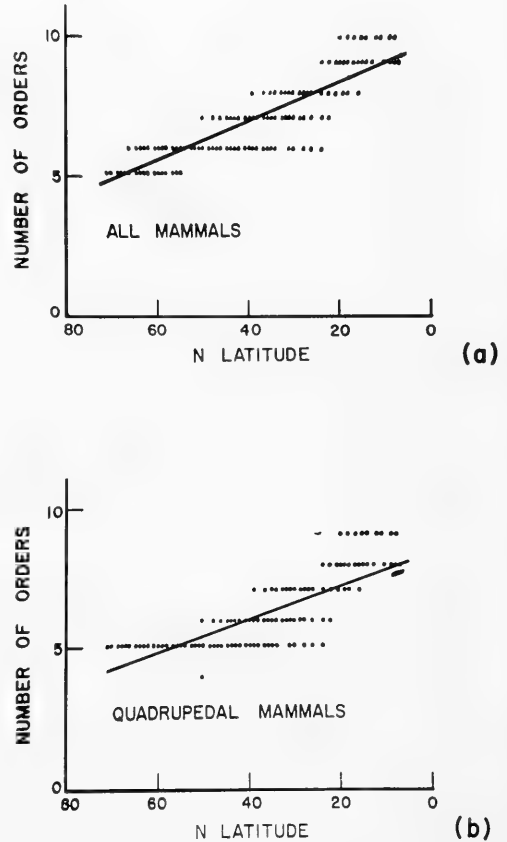 10
5
0
NUMBER OF ORDERS
ALL MAMMALS
80 60 40 20 0
N LATITUDE
(a)
10
5
0
NUMBER OF ORDERS
QUADRUPEDAL MAMMALS
80 60 40 20 0
N LATITUDE
(b)